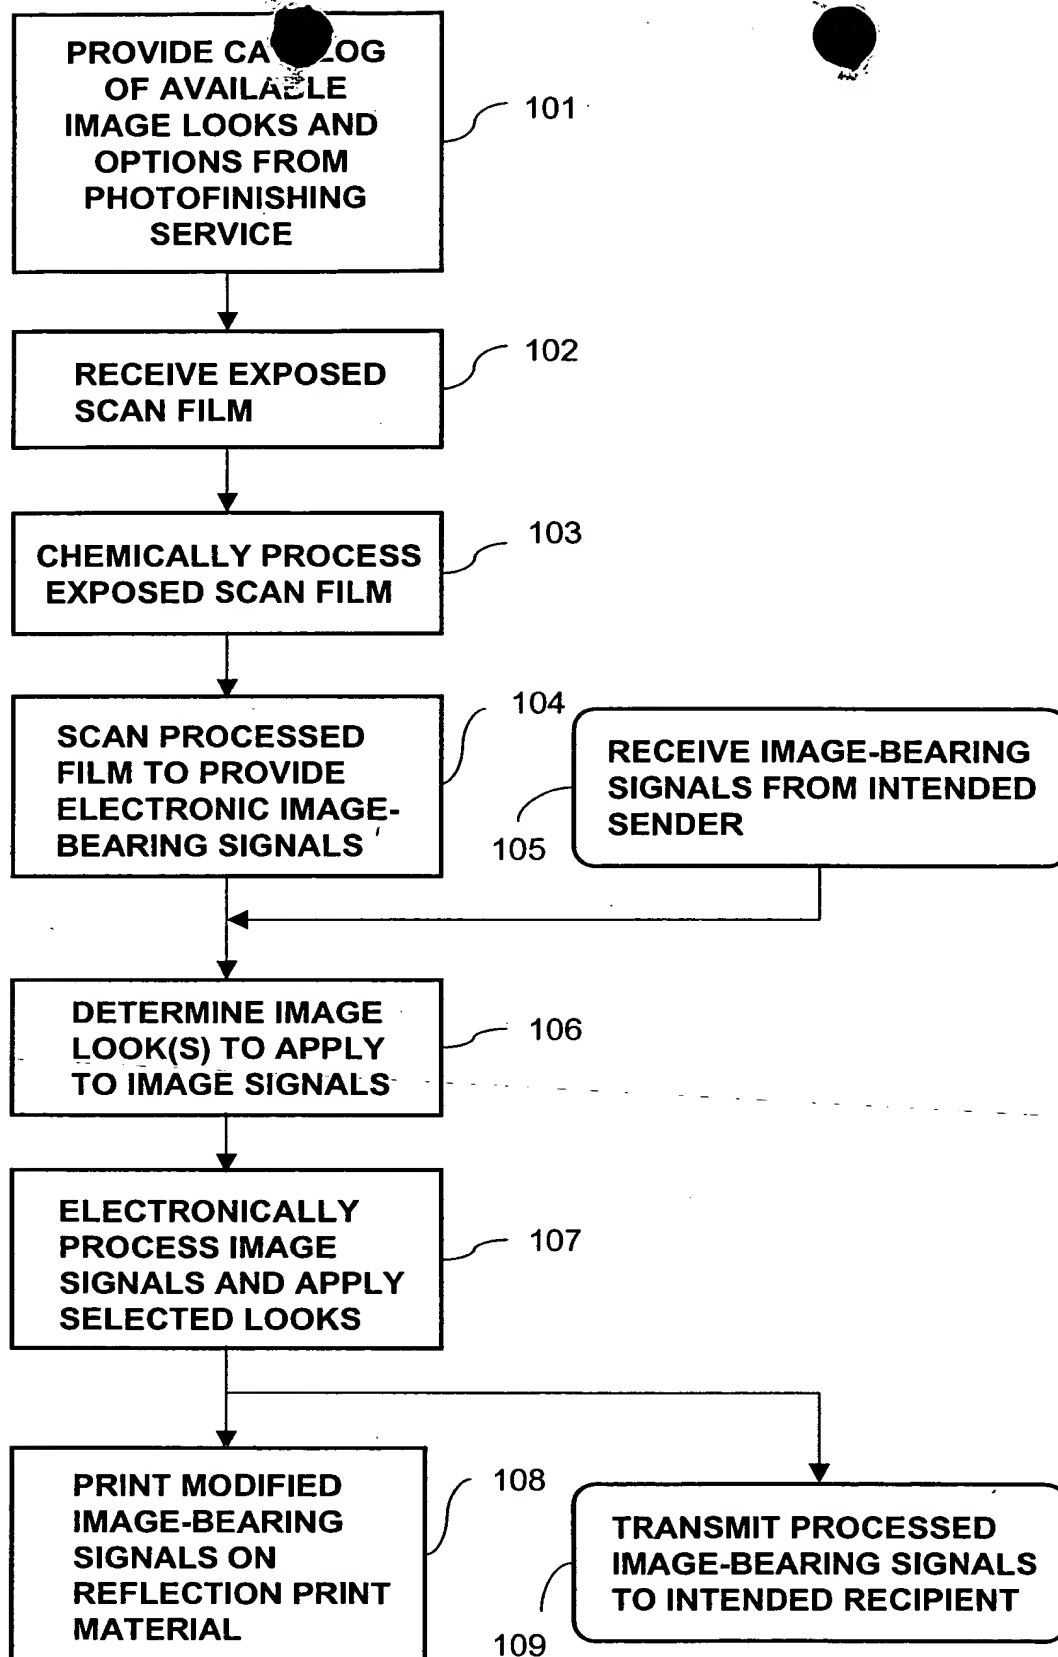 PROVIDE CATALOG
OF AVAILABLE
IMAGE LOOKS AND
OPTIONS FROM
PHOTOFINISHING
SERVICE
101
RECEIVE EXPOSED
SCAN FILM
102
CHEMICALLY PROCESS
EXPOSED SCAN FILM
103
SCAN PROCESSED
FILM TO PROVIDE
ELECTRONIC IMAGE-
BEARING SIGNALS
104
RECEIVE IMAGE-BEARING
SIGNALS FROM INTENDED
SENDER
105
DETERMINE IMAGE
LOOK(S) TO APPLY
TO IMAGE SIGNALS
106
ELECTRONICALLY
PROCESS IMAGE
SIGNALS AND APPLY
SELECTED LOOKS
107
PRINT MODIFIED
IMAGE-BEARING
SIGNALS ON
REFLECTION PRINT
MATERIAL
108
TRANSMIT PROCESSED
IMAGE-BEARING SIGNALS
TO INTENDED RECIPIENT
109